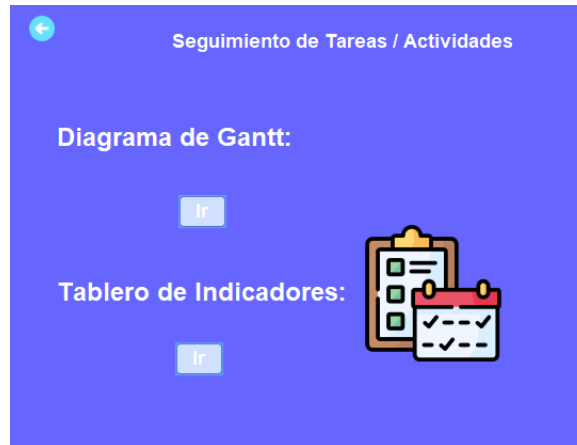 Seguimiento de Tareas / Actividades
Diagrama de Gantt:
Ir
Tablero de Indicadores:
Ir